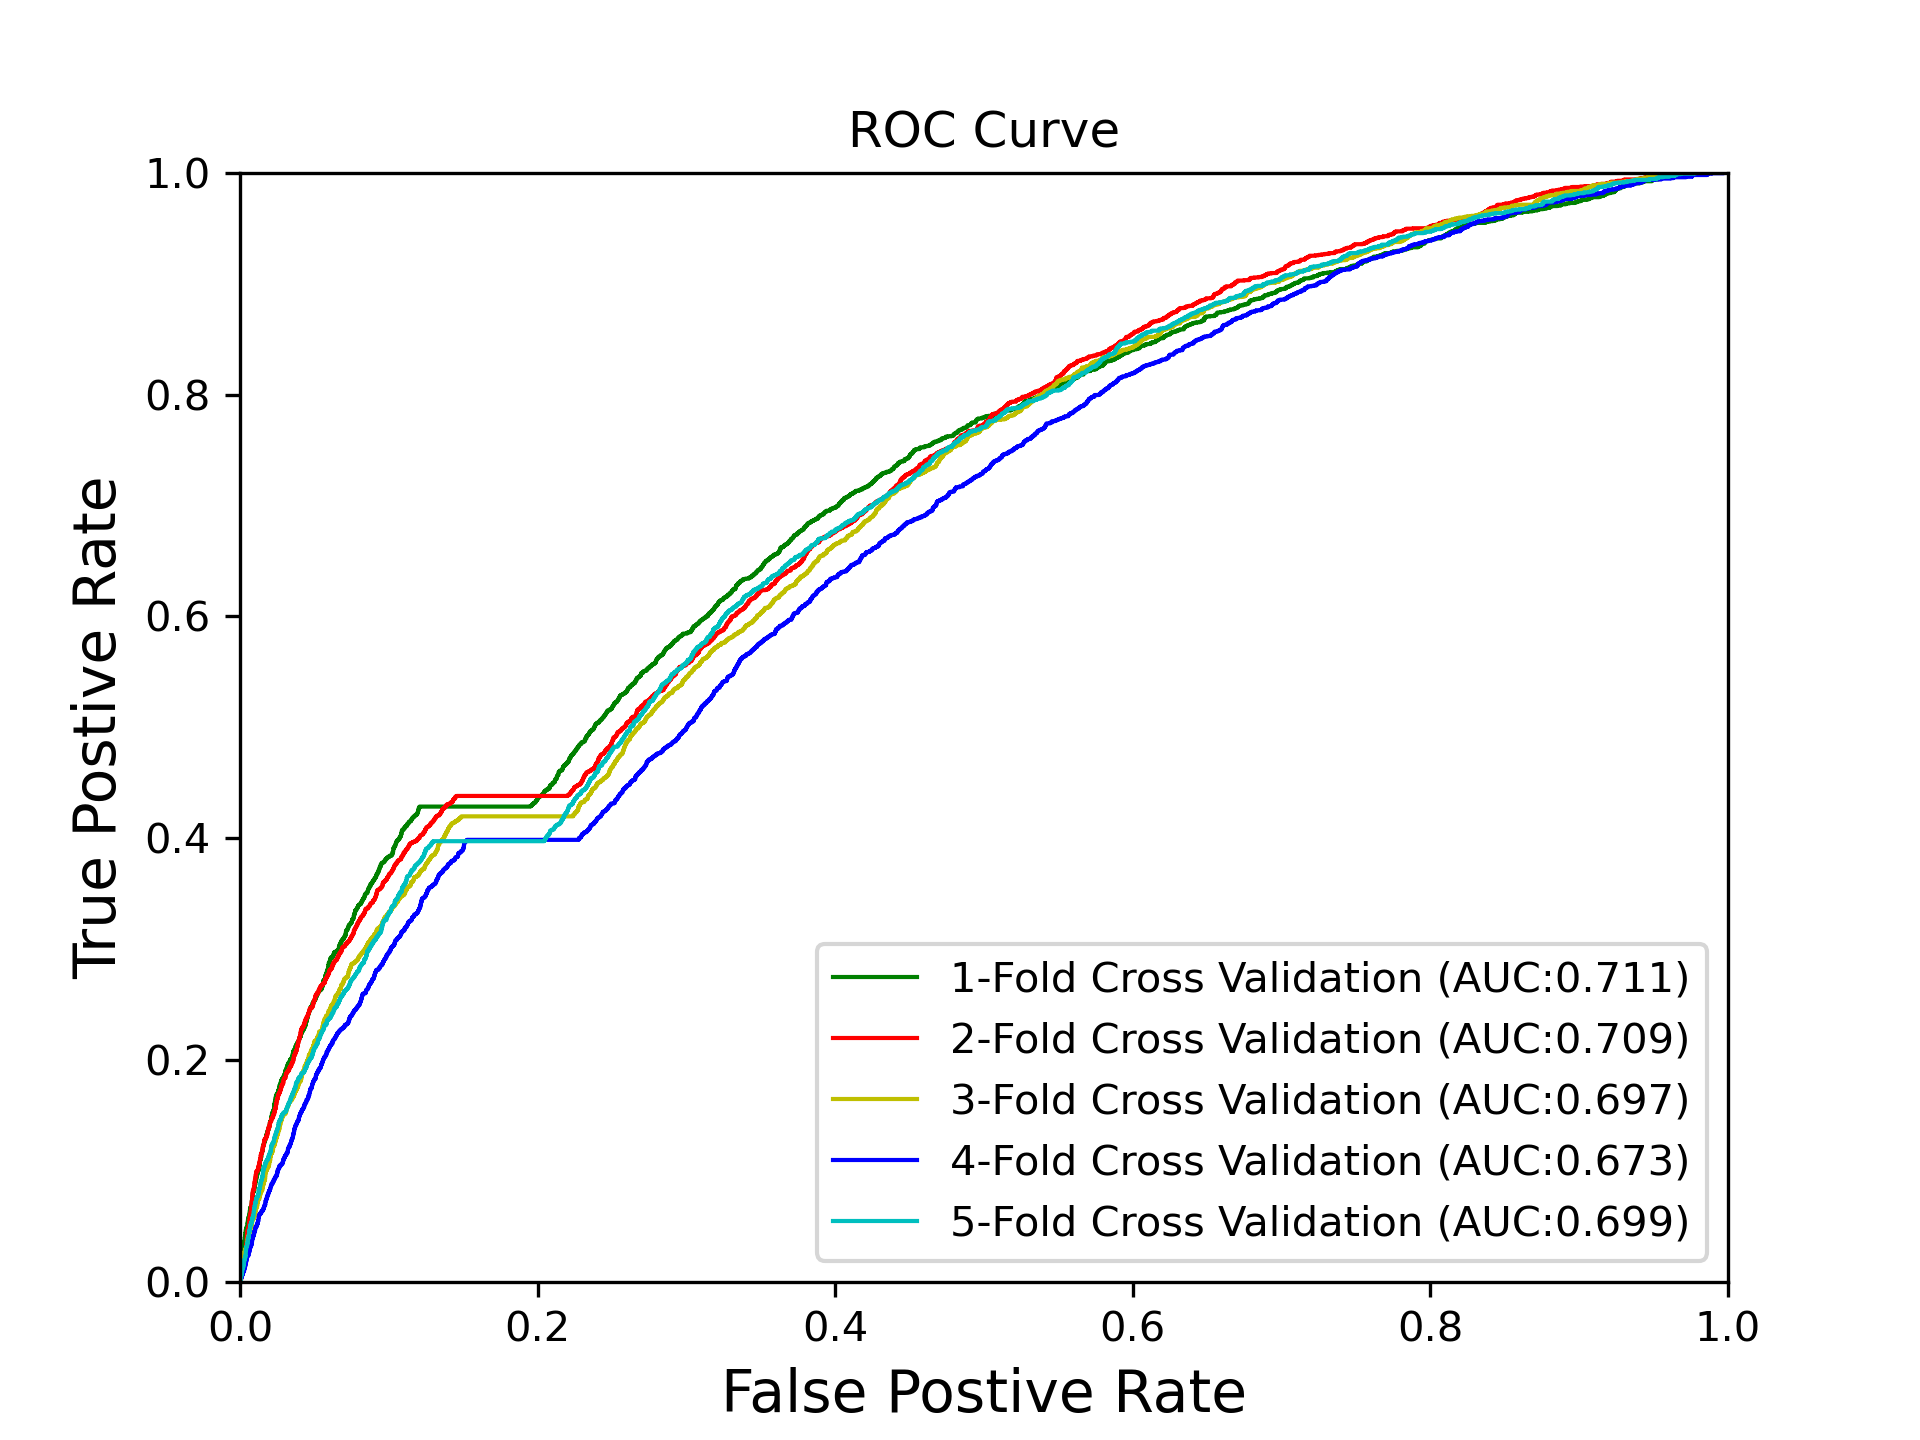 ROC Curve
True Postive Rate
1.0
0.8
0.6
0.4
0.2
0.0
1-Fold Cross Validation (AUC:0.711)
2-Fold Cross Validation (AUC:0.709)
3-Fold Cross Validation (AUC:0.697)
4-Fold Cross Validation (AUC:0.673)
5-Fold Cross Validation (AUC:0.699)
0.0 0.2 0.4 0.6 0.8 1.0
False Postive Rate